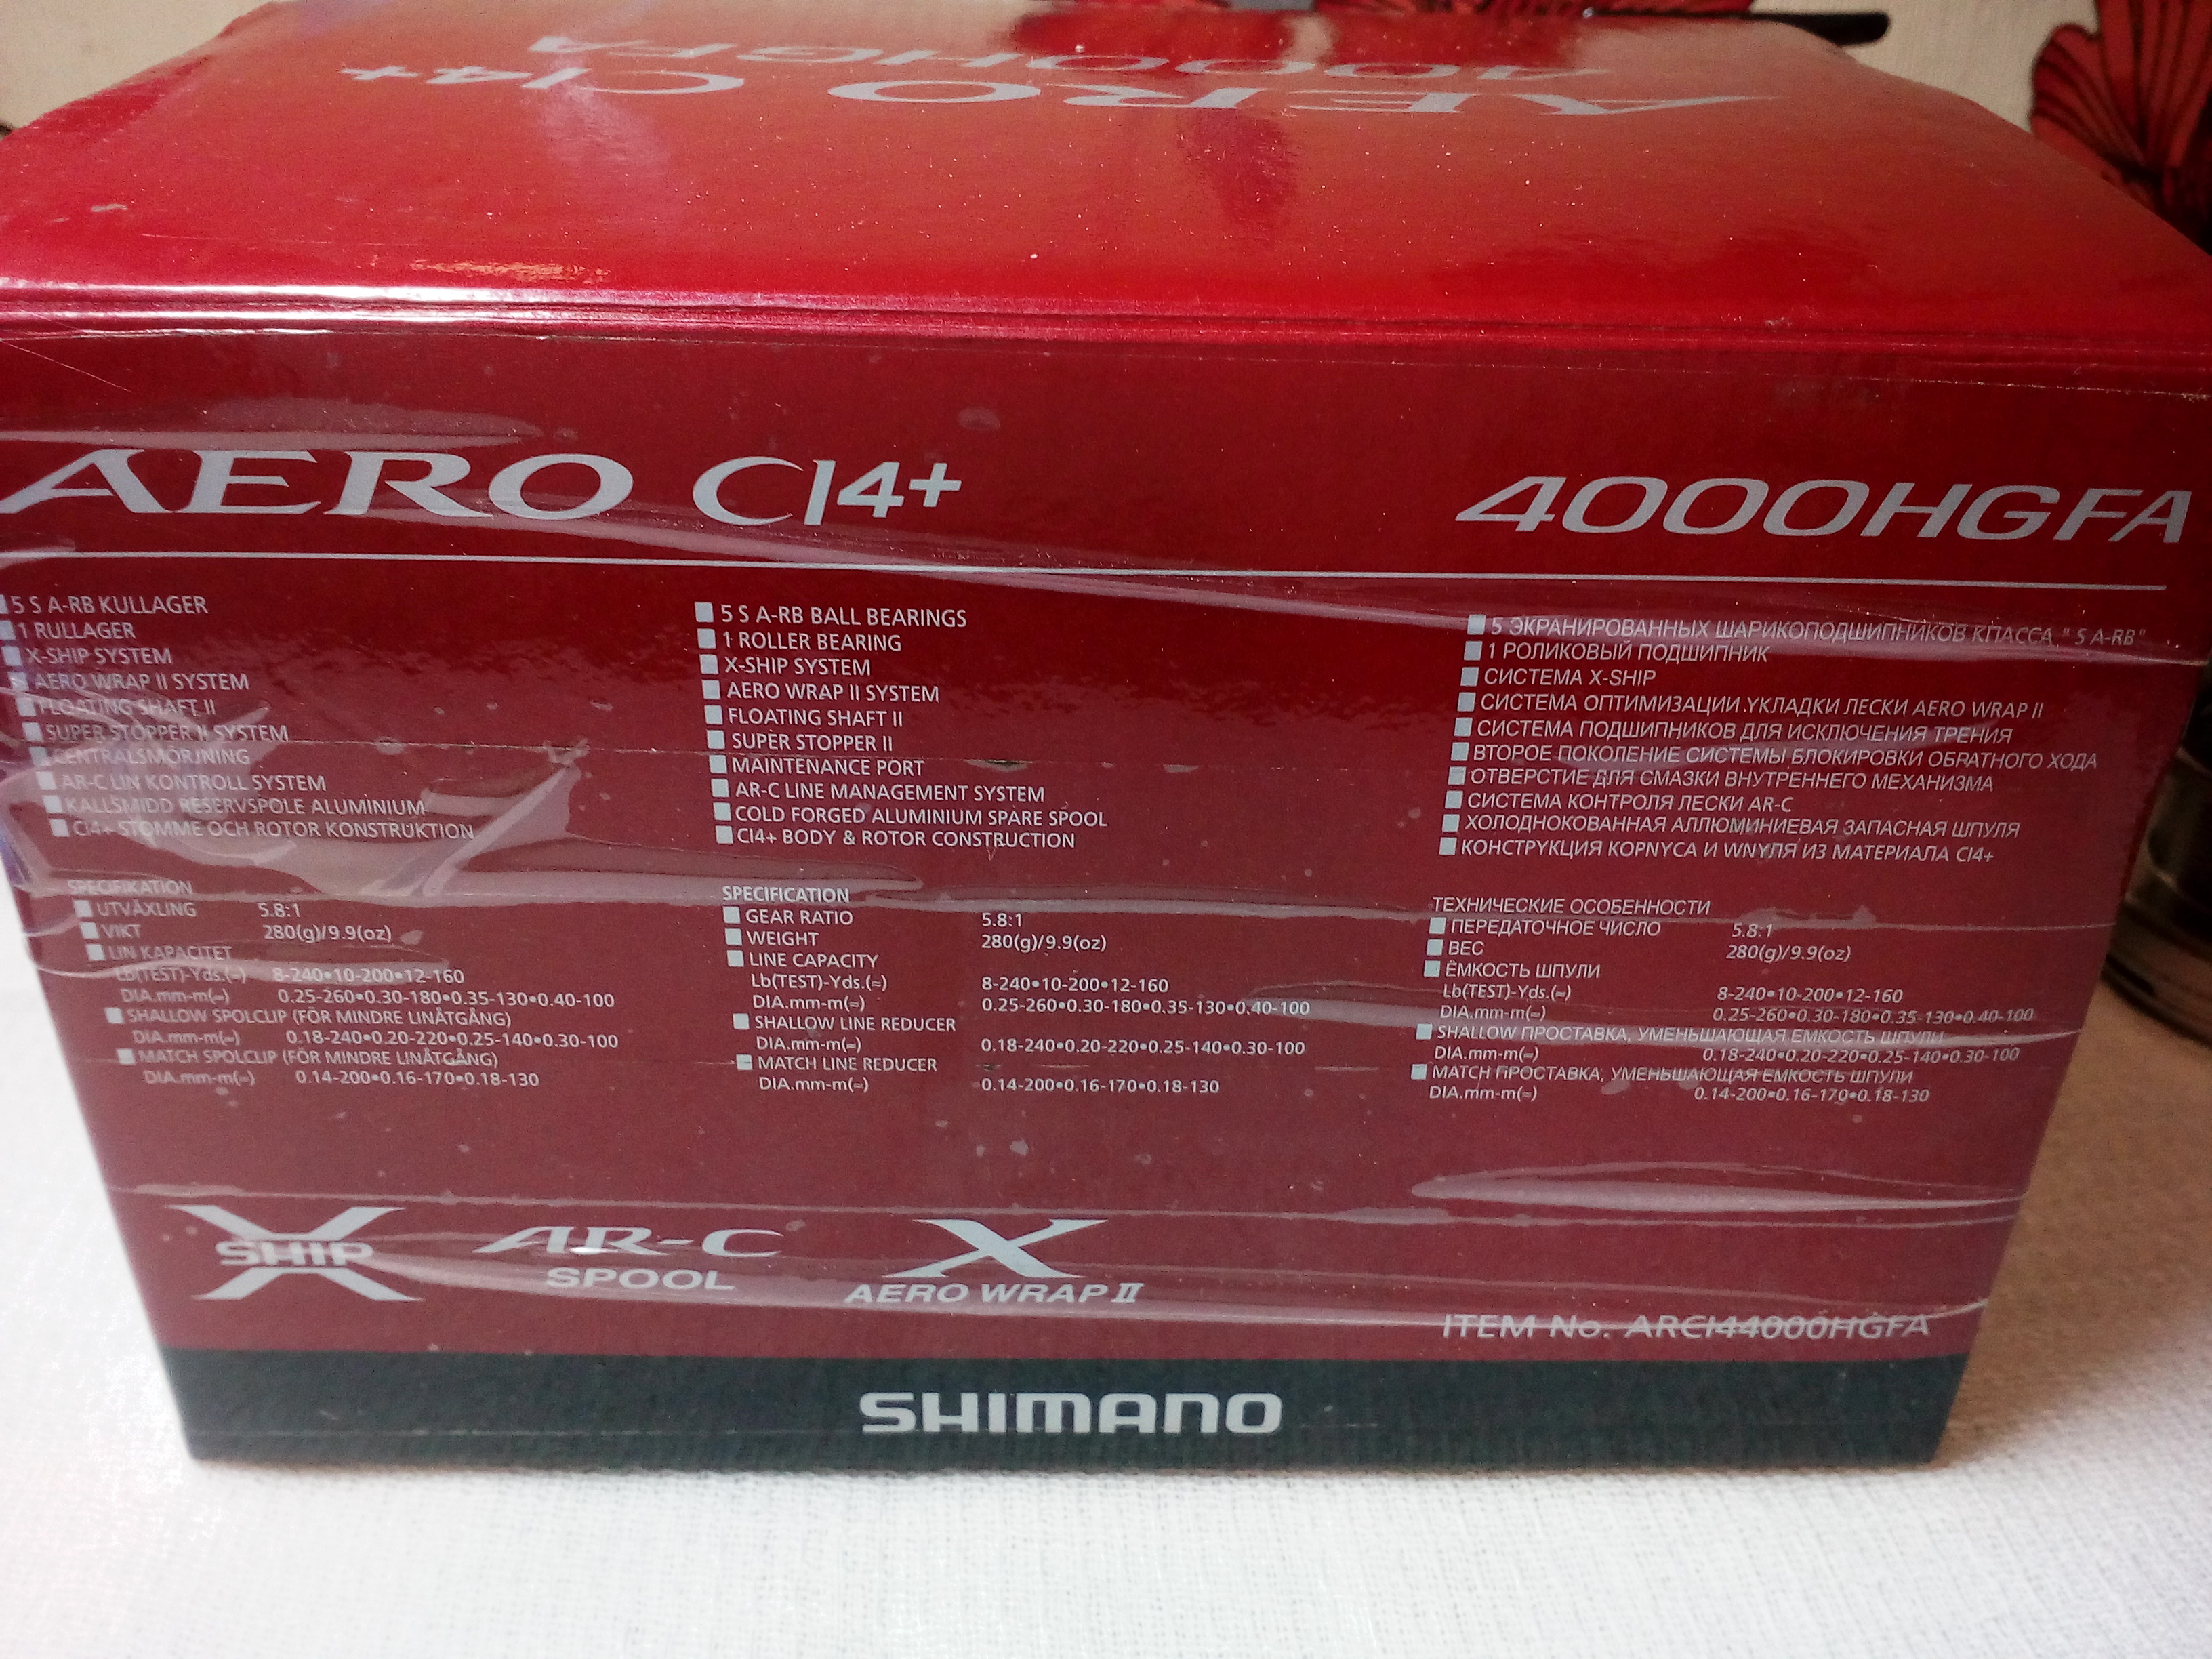 AERO CI4+
4000HGFA
AERO CI4+
4000HGFA
5 S A-RB KULLAGER
1 RULLAGER
X-SHIP SYSTEM
AERO WRAP II SYSTEM
FLOATING SHAFT II
SUPER STOPPER II SYSTEM
CENTRALSMÖRJNING
AR-C LIN KONTROLL SYSTEM
KALLSMIDD RESERVSPOLE ALUMINIUM
CI4+ STOMME OCH ROTOR KONSTRUKTION
SPECIFIKATION
UTVÄXLING 5.8:1
VIKT 280(g)/9.9(oz)
LIN KAPACITET
Lb(TEST)-Yds.(≈) 8-240•10-200•12-160
DIA.mm-m(≈) 0.25-260•0.30-180•0.35-130•0.40-100
SHALLOW SPOLCLIP (FÖR MINDRE LINÅTGÅNG)
DIA.mm-m(≈) 0.18-240•0.20-220•0.25-140•0.30-100
MATCH SPOLCLIP (FÖR MINDRE LINÅTGÅNG)
DIA.mm-m(≈) 0.14-200•0.16-170•0.18-130
5 S A-RB BALL BEARINGS
1 ROLLER BEARING
X-SHIP SYSTEM
AERO WRAP II SYSTEM
FLOATING SHAFT II
SUPER STOPPER II
MAINTENANCE PORT
AR-C LINE MANAGEMENT SYSTEM
COLD FORGED ALUMINIUM SPARE SPOOL
CI4+ BODY & ROTOR CONSTRUCTION
SPECIFICATION
GEAR RATIO 5.8:1
WEIGHT 280(g)/9.9(oz)
LINE CAPACITY
Lb(TEST)-Yds.(≈) 8-240•10-200•12-160
DIA.mm-m(≈) 0.25-260•0.30-180•0.35-130•0.40-100
SHALLOW LINE REDUCER
DIA.mm-m(≈) 0.18-240•0.20-220•0.25-140•0.30-100
MATCH LINE REDUCER
DIA.mm-m(≈) 0.14-200•0.16-170•0.18-130
5 ЭКРАНИРОВАННЫХ ШАРИКОПОДШИПНИКОВ КПАССА " S A-RB"
1 РОЛИКОВЫЙ ПОДШИПНИК
СИСТЕМА X-SHIP
СИСТЕМА ОПТИМИЗАЦИИ .УКЛАДКИ ЛЕСКИ AERO WRAP II
СИСТЕМА ПОДШИПНИКОВ ДЛЯ ИСКЛЮЧЕНИЯ ТРЕНИЯ
ВТОРОЕ ПОКОЛЕНИЕ СИСТЕМЫ БЛОКИРОВКИ ОБРАТНОГО ХОДА
ОТВЕРСТИЕ ДЛЯ СМАЗКИ ВНУТРЕННЕГО МЕХАНИЗМА
СИСТЕМА КОНТРОЛЯ ЛЕСКИ AR-C
ХОЛОДНОКОВАННАЯ АЛЛЮМИНИЕВАЯ ЗАПАСНАЯ ШПУЛЯ
КОНСТРУКЦИЯ KOPNYCA И WNYЛЯ ИЗ МАТЕРИАЛА CI4+
ТЕХНИЧЕСКИЕ ОСОБЕННОСТИ
ПЕРЕДАТОЧНОЕ ЧИСЛО 5.8:1
ВЕС 280(g)/9.9(oz)
ЁМКОСТЬ ШПУЛИ
Lb(TEST)-Yds.(≈) 8-240•10-200•12-160
DIA.mm-m(≈) 0.25-260•0.30-180•0.35-130•0.40-100
SHALLOW ПРОСТАВКА, УМЕНЬШАЮЩАЯ ЕМКОСТЬ ШПУЛИ
DIA.mm-m(≈) 0.18-240•0.20-220•0.25-140•0.30-100
MATCH ПРОСТАВКА, УМЕНЬШАЮЩАЯ ЕМКОСТЬ ШПУЛИ
DIA.mm-m(≈) 0.14-200•0.16-170•0.18-130
X SHIP
AR-C SPOOL
X AERO WRAP II
ITEM No. ARCI44000HGFA
SHIMANO